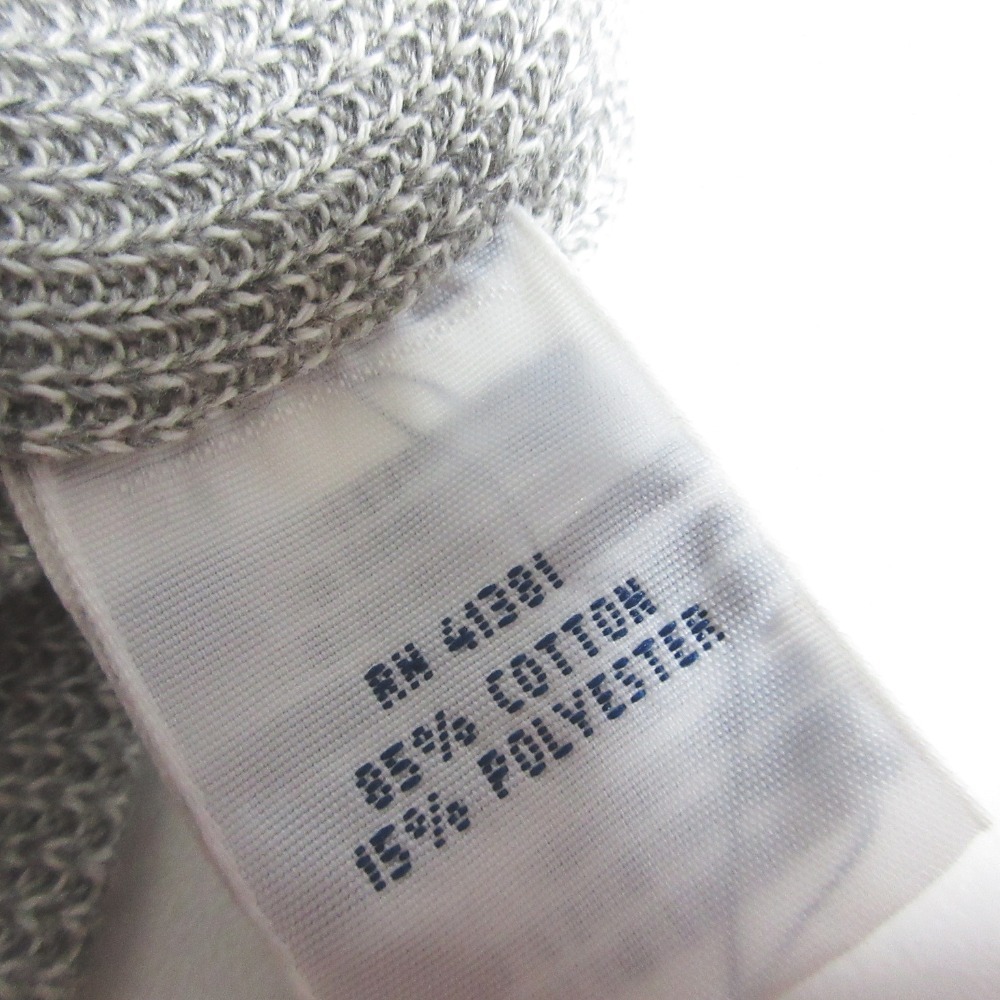 RN 41381
85% COTTON
15% POLYESTER